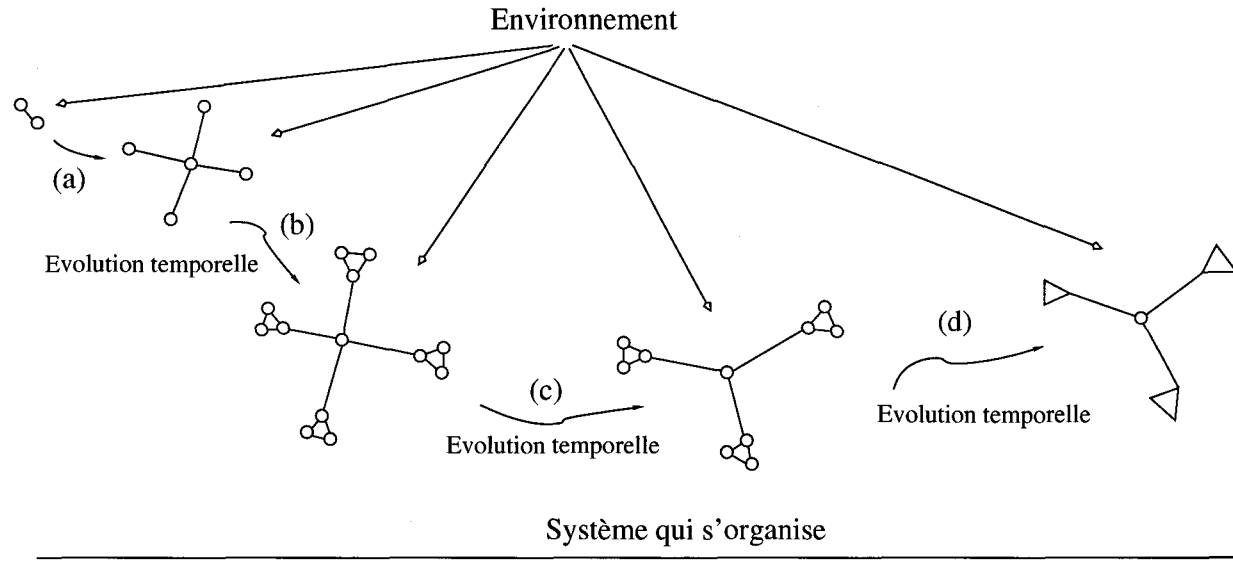 Environnement
(a)
(b)
Evolution temporelle
(c)
Evolution temporelle
(d)
Evolution temporelle
Système qui s'organise